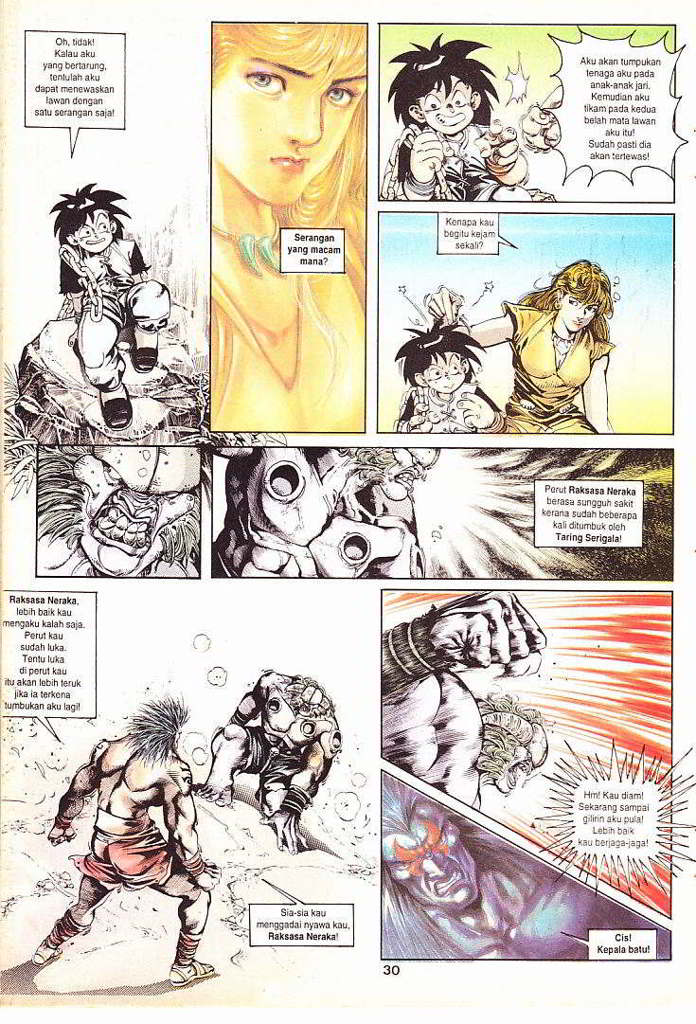 Oh, tidak!
Kalau aku
yang bertarung,
tentulah aku
dapat menewaskan
lawan dengan
satu serangan saja!
Serangan
yang macam
mana?
Aku akan tumpukan
tenaga aku pada
anak-anak jari.
Kemudian aku
tikam pada kedua
belah mata lawan
aku itu!
Sudah pasti dia
akan tertewas!
Kenapa kau
begitu kejam
sekali?
Perut Raksasa Neraka
berasa sungguh sakit
kerana sudah beberapa
kali ditumbuk oleh
Taring Serigala!
Raksasa Neraka,
lebih baik kau
mengaku kalah saja.
Perut kau
sudah luka.
Tentu luka
di perut kau
itu akan lebih teruk
jika ia terkena
tumbukan aku lagi!
Sia-sia kau
menggadai nyawa kau,
Raksasa Neraka!
Hm! Kau diam!
Sekarang sampai
gilirin aku pula!
Lebih baik
kau berjaga-jaga!
Cis!
Kepala batu!
30